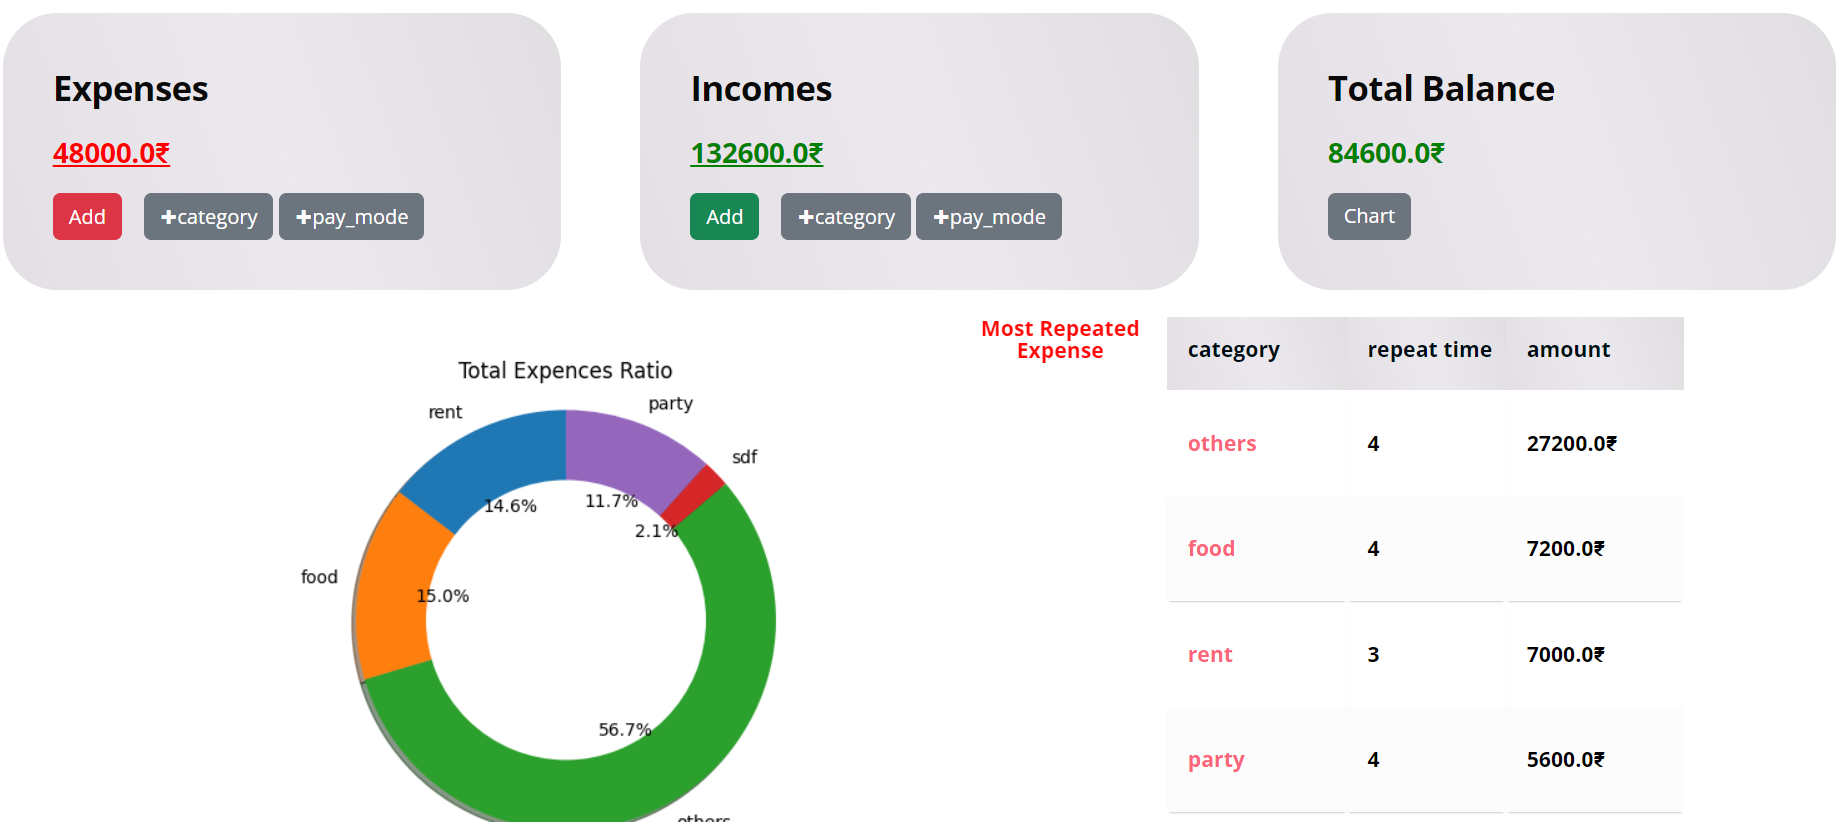 Expenses
48000.0₹
Add ✚category ✚pay_mode
Incomes
132600.0₹
Add ✚category ✚pay_mode
Total Balance
84600.0₹
Chart
Total Expences Ratio
rent
party
sdf
food
others
14.6%
11.7%
2.1%
15.0%
56.7%
Most Repeated
Expense
category repeat time amount
others 4 27200.0₹
food 4 7200.0₹
rent 3 7000.0₹
party 4 5600.0₹